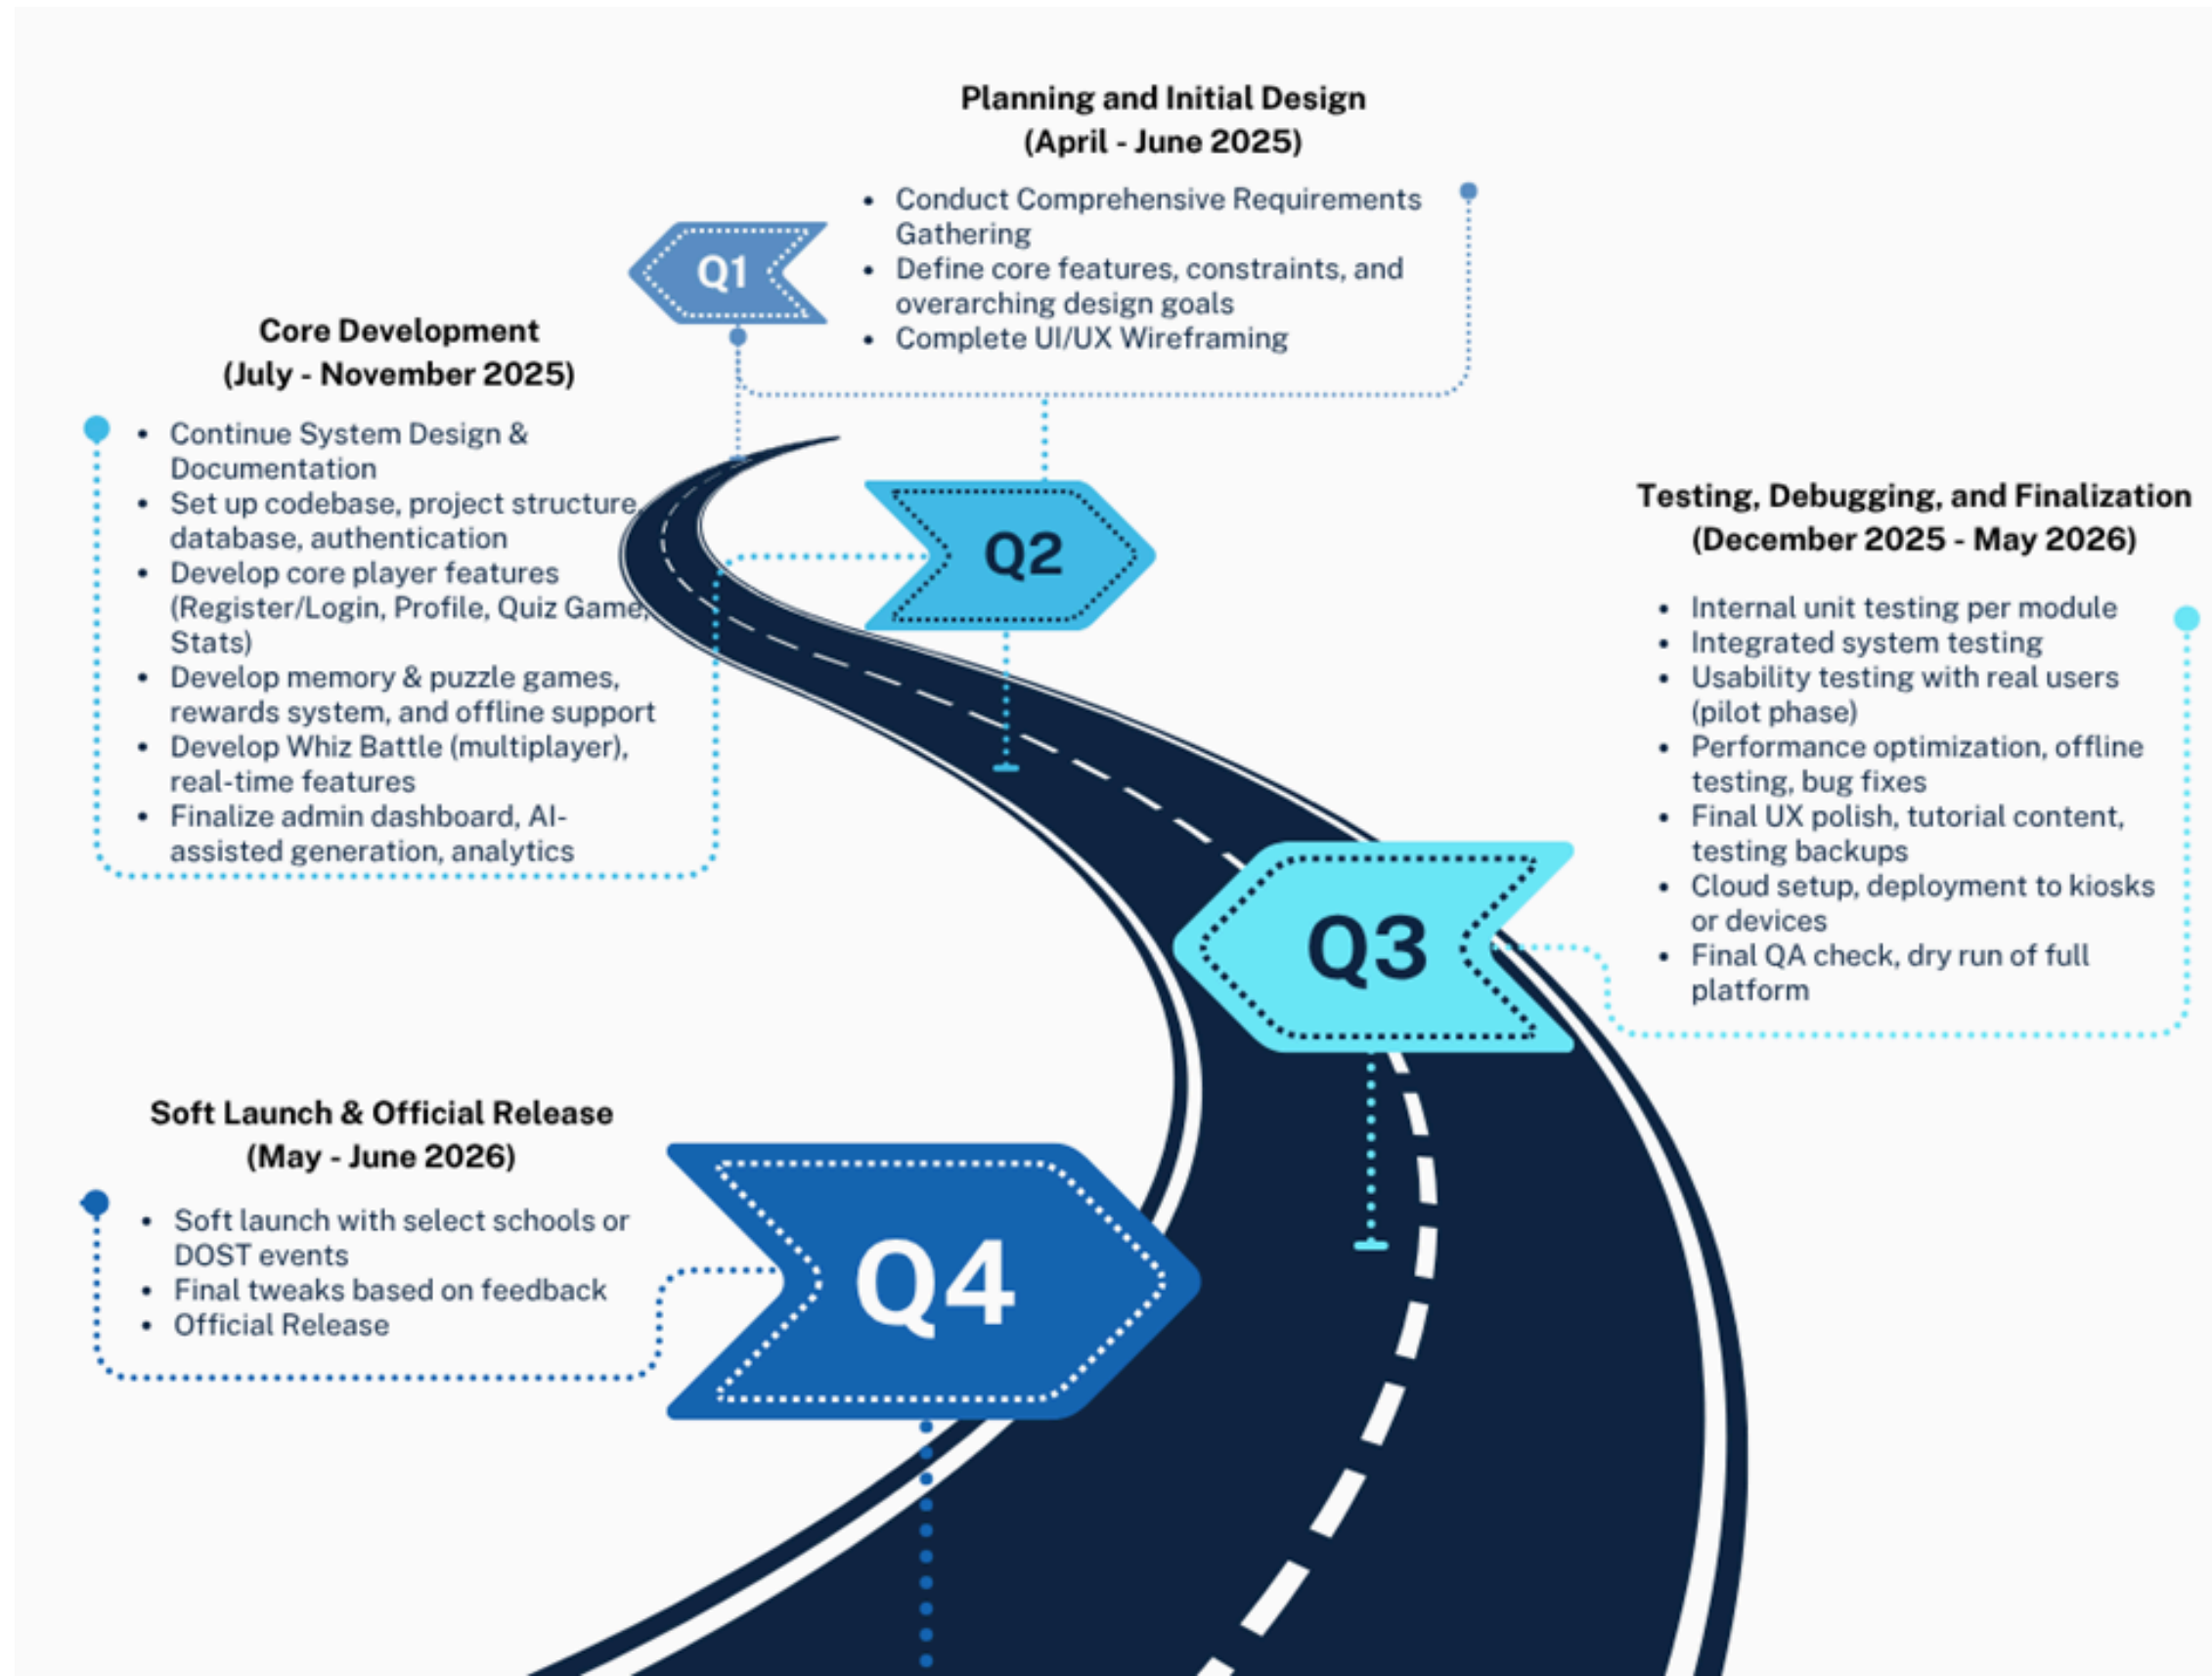 Planning and Initial Design
(April - June 2025)
Q1
• Conduct Comprehensive Requirements
Gathering
• Define core features, constraints, and
overarching design goals
• Complete UI/UX Wireframing
Core Development
(July - November 2025)
• Continue System Design &
Documentation
• Set up codebase, project structure,
database, authentication
• Develop core player features
(Register/Login, Profile, Quiz Game,
Stats)
• Develop memory & puzzle games,
rewards system, and offline support
• Develop Whiz Battle (multiplayer),
real-time features
• Finalize admin dashboard, AI-
assisted generation, analytics
Q2
Testing, Debugging, and Finalization
(December 2025 - May 2026)
• Internal unit testing per module
• Integrated system testing
• Usability testing with real users
(pilot phase)
• Performance optimization, offline
testing, bug fixes
• Final UX polish, tutorial content,
testing backups
• Cloud setup, deployment to kiosks
or devices
• Final QA check, dry run of full
platform
Q3
Soft Launch & Official Release
(May - June 2026)
• Soft launch with select schools or
DOST events
• Final tweaks based on feedback
• Official Release
Q4